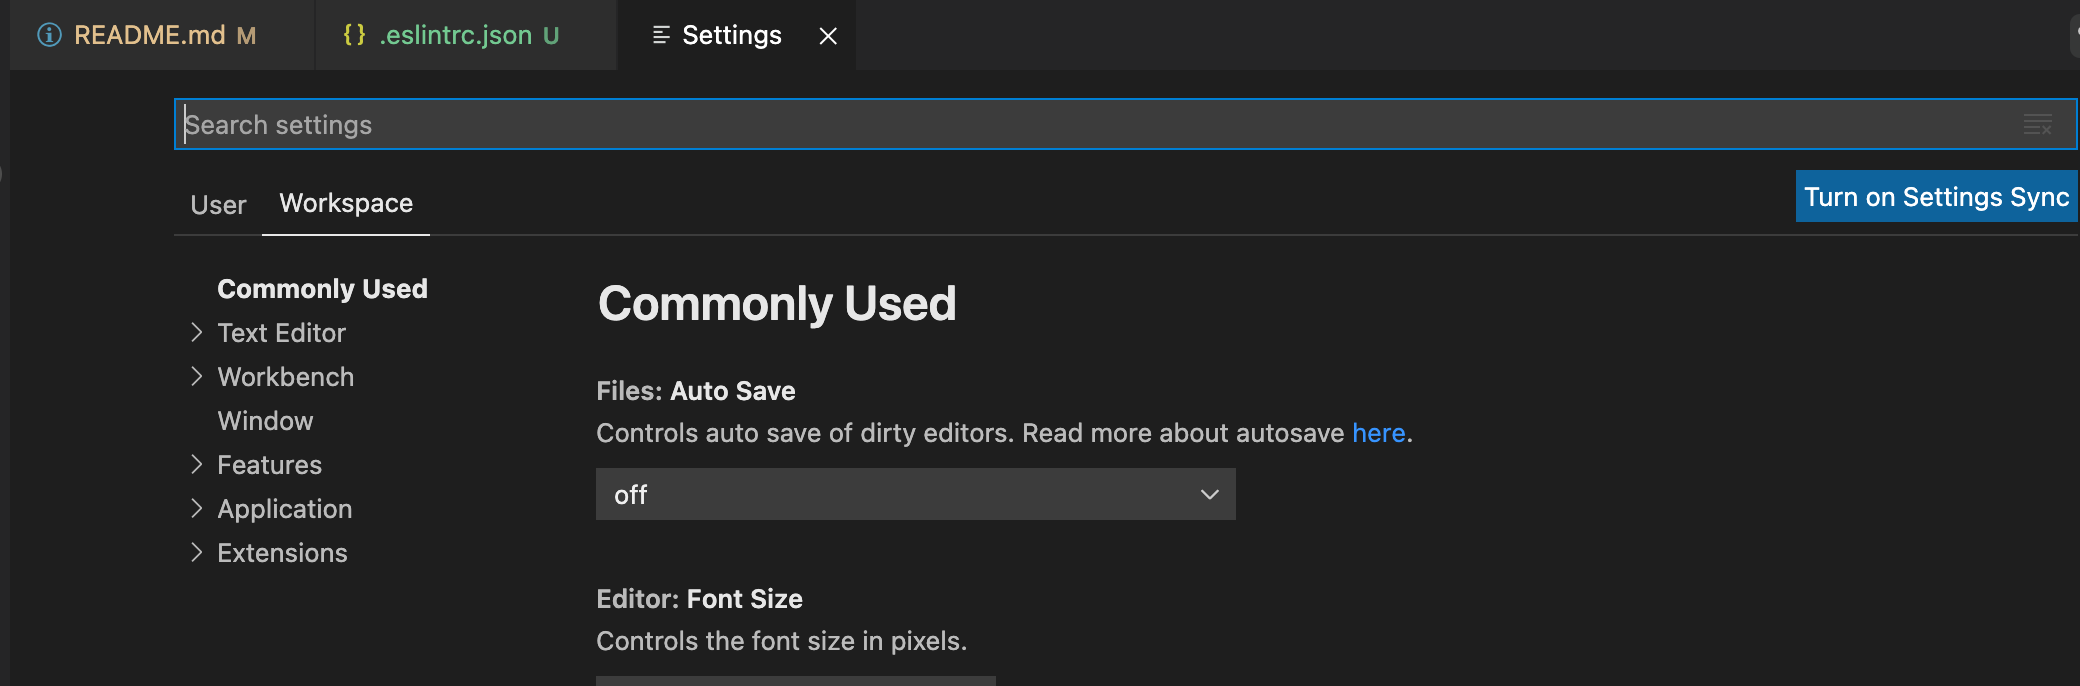 README.md M
{} .eslintrc.json U
Settings
Search settings
User
Workspace
Turn on Settings Sync
Commonly Used
Text Editor
Workbench
Window
Features
Application
Extensions
Commonly Used
Files: Auto Save
Controls auto save of dirty editors. Read more about autosave here.
off
Editor: Font Size
Controls the font size in pixels.